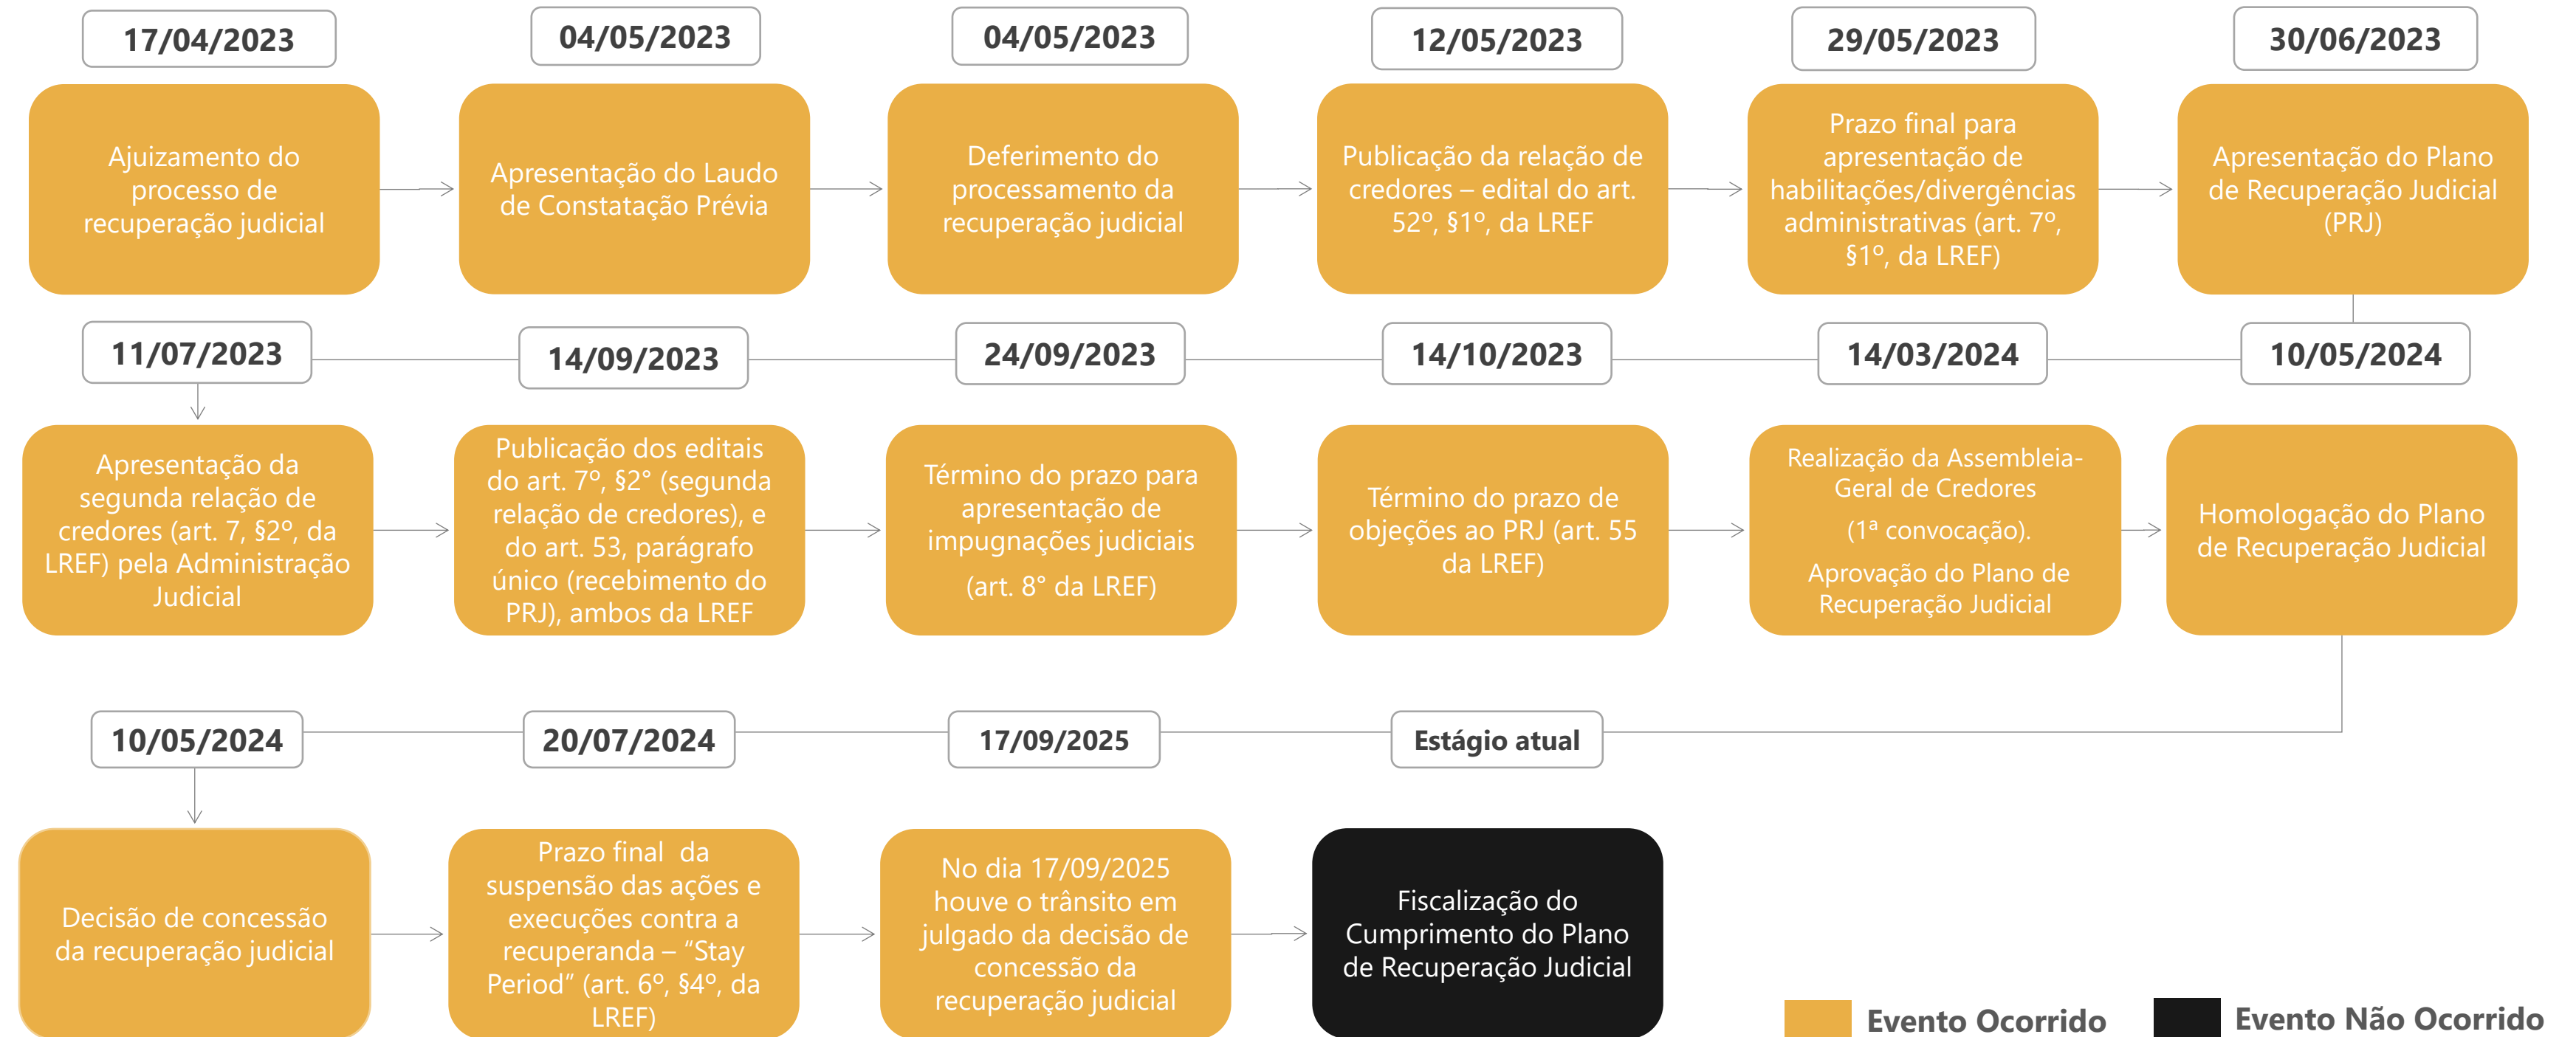 17/04/2023
Ajuizamento do
processo de
recuperação judicial
04/05/2023
Apresentação do Laudo
de Constatação Prévia
04/05/2023
Deferimento do
processamento da
recuperação judicial
12/05/2023
Publicação da relação de
credores – edital do art.
52º, §1º, da LREF
29/05/2023
Prazo final para
apresentação de
habilitações/divergências
administrativas (art. 7º,
§1º, da LREF)
30/06/2023
Apresentação do Plano
de Recuperação Judicial
(PRJ)
11/07/2023
Apresentação da
segunda relação de
credores (art. 7, §2º, da
LREF) pela Administração
Judicial
14/09/2023
Publicação dos editais
do art. 7º, §2° (segunda
relação de credores), e
do art. 53, parágrafo
único (recebimento do
PRJ), ambos da LREF
24/09/2023
Término do prazo para
apresentação de
impugnações judiciais
(art. 8° da LREF)
14/10/2023
Término do prazo de
objeções ao PRJ (art. 55
da LREF)
14/03/2024
Realização da Assembleia-
Geral de Credores
(1ª convocação).
Aprovação do Plano de
Recuperação Judicial
10/05/2024
Homologação do Plano
de Recuperação Judicial
10/05/2024
Decisão de concessão
da recuperação judicial
20/07/2024
Prazo final da
suspensão das ações e
execuções contra a
recuperanda – “Stay
Period” (art. 6º, §4º, da
LREF)
17/09/2025
No dia 17/09/2025
houve o trânsito em
julgado da decisão de
concessão da
recuperação judicial
Estágio atual
Fiscalização do
Cumprimento do Plano
de Recuperação Judicial
Evento Ocorrido
Evento Não Ocorrido